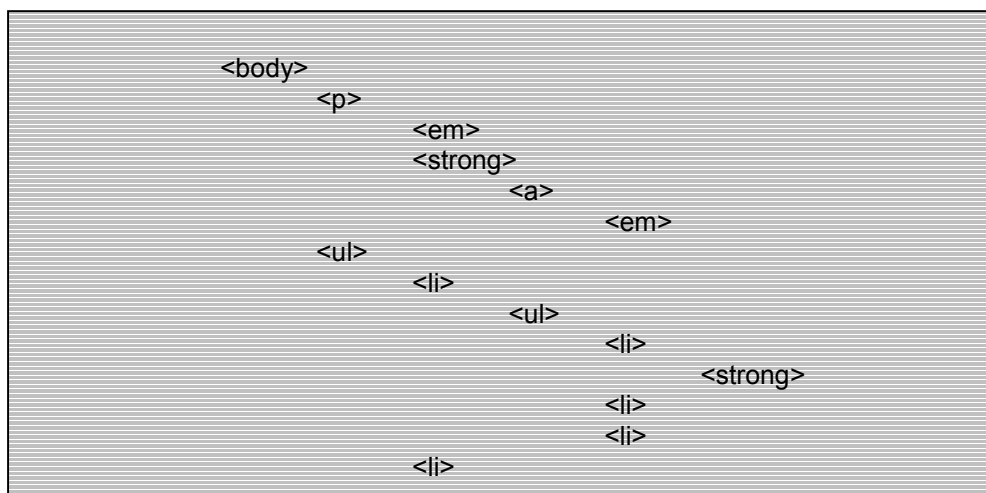 <body>
<p>
<em>
<strong>
<a>
<em>
<ul>
<li>
<ul>
<li>
<strong>
<li>
<li>
<li>